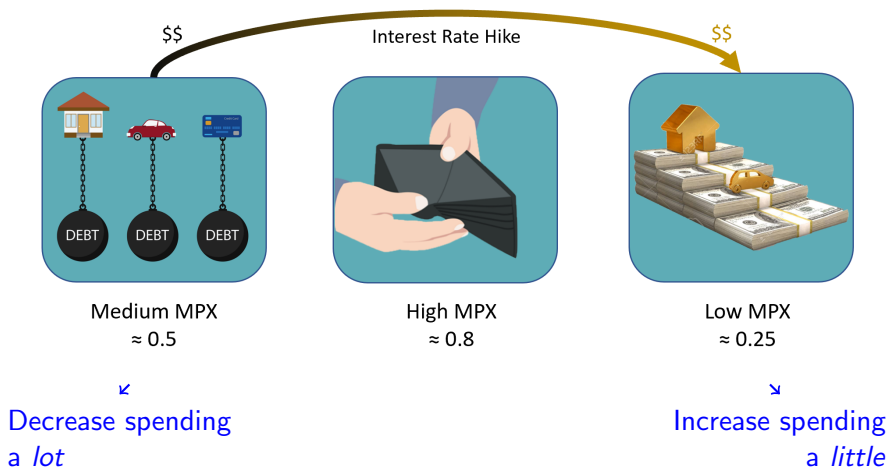 $$
Interest Rate Hike
$$
DEBT
DEBT
DEBT
Medium MPX
≈ 0.5
High MPX
≈ 0.8
Low MPX
≈ 0.25
↙
Decrease spending
a lot
↘
Increase spending
a little